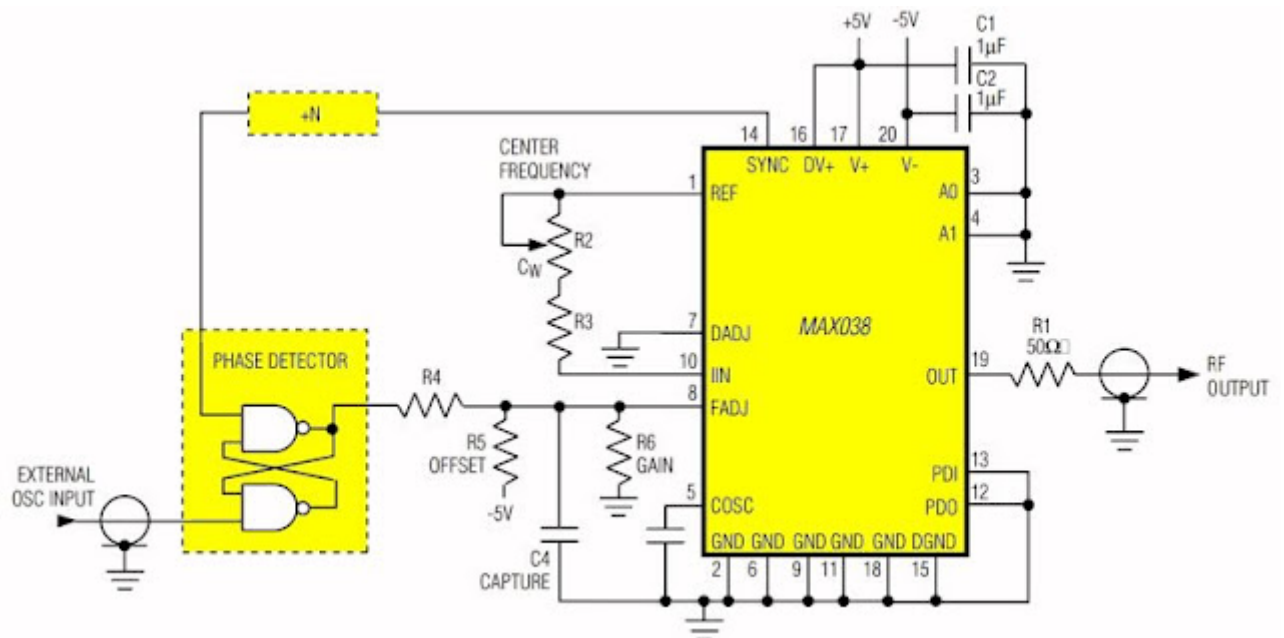 +5V
-5V
C1
1µF
C2
1µF
+N
14
16
17
20
CENTER
FREQUENCY
SYNC
DV+
V+
V-
1
REF
A0
3
A1
4
R2
CW
R3
7
DADJ
MAX038
R1
50Ω□
PHASE DETECTOR
10
IIN
OUT
19
RF
OUTPUT
R4
8
FADJ
R5
OFFSET
R6
GAIN
EXTERNAL
OSC INPUT
-5V
5
COSC
PDI
13
PDO
12
C4
CAPTURE
GND
GND
GND
GND
GND
DGND
2
6
9
11
18
15